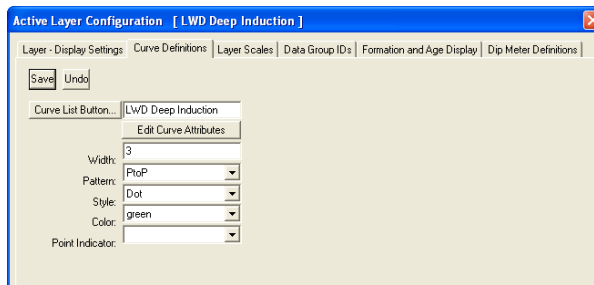 Active Layer Configuration [ LWD Deep Induction ]
Layer - Display Settings Curve Definitions Layer Scales Data Group IDs Formation and Age Display Dip Meter Definitions
Save Undo
Curve List Button... LWD Deep Induction
Edit Curve Attributes
Width: 3
Pattern: PtoP
Style: Dot
Color: green
Point Indicator: